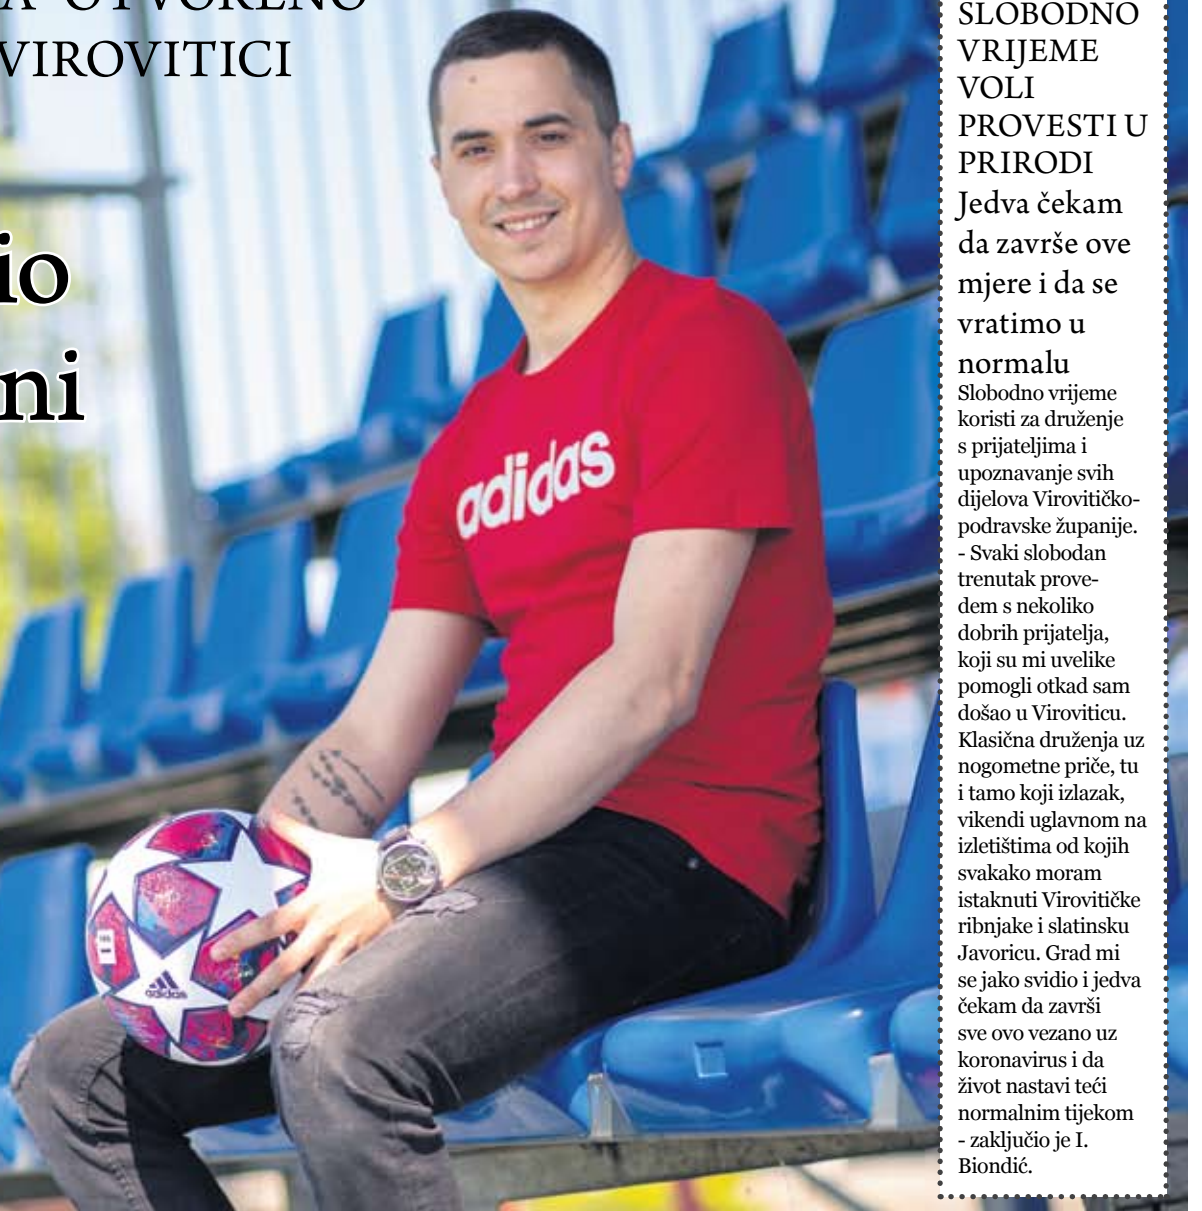 A OTVORENO
VIROVITICI
io
ni
adidas
adidas
SLOBODNO
VRIJEME
VOLI
PROVESTI U
PRIRODI
Jedva čekam
da završe ove
mjere i da se
vratimo u
normalu
Slobodno vrijeme
koristi za druženje
s prijateljima i
upoznavanje svih
dijelova Virovitičko-
podravske županije.
- Svaki slobodan
trenutak prove-
dem s nekoliko
dobrih prijatelja,
koji su mi uvelike
pomogli otkad sam
došao u Viroviticu.
Klasična druženja uz
nogometne priče, tu
i tamo koji izlazak,
vikendi uglavnom na
izletištima od kojih
svakako moram
istaknuti Virovitičke
ribnjake i slatinsku
Javoricu. Grad mi
se jako svidio i jedva
čekam da završi
sve ovo vezano uz
koronavirus i da
život nastavi teći
normalnim tijekom
- zaključio je I.
Biondić.